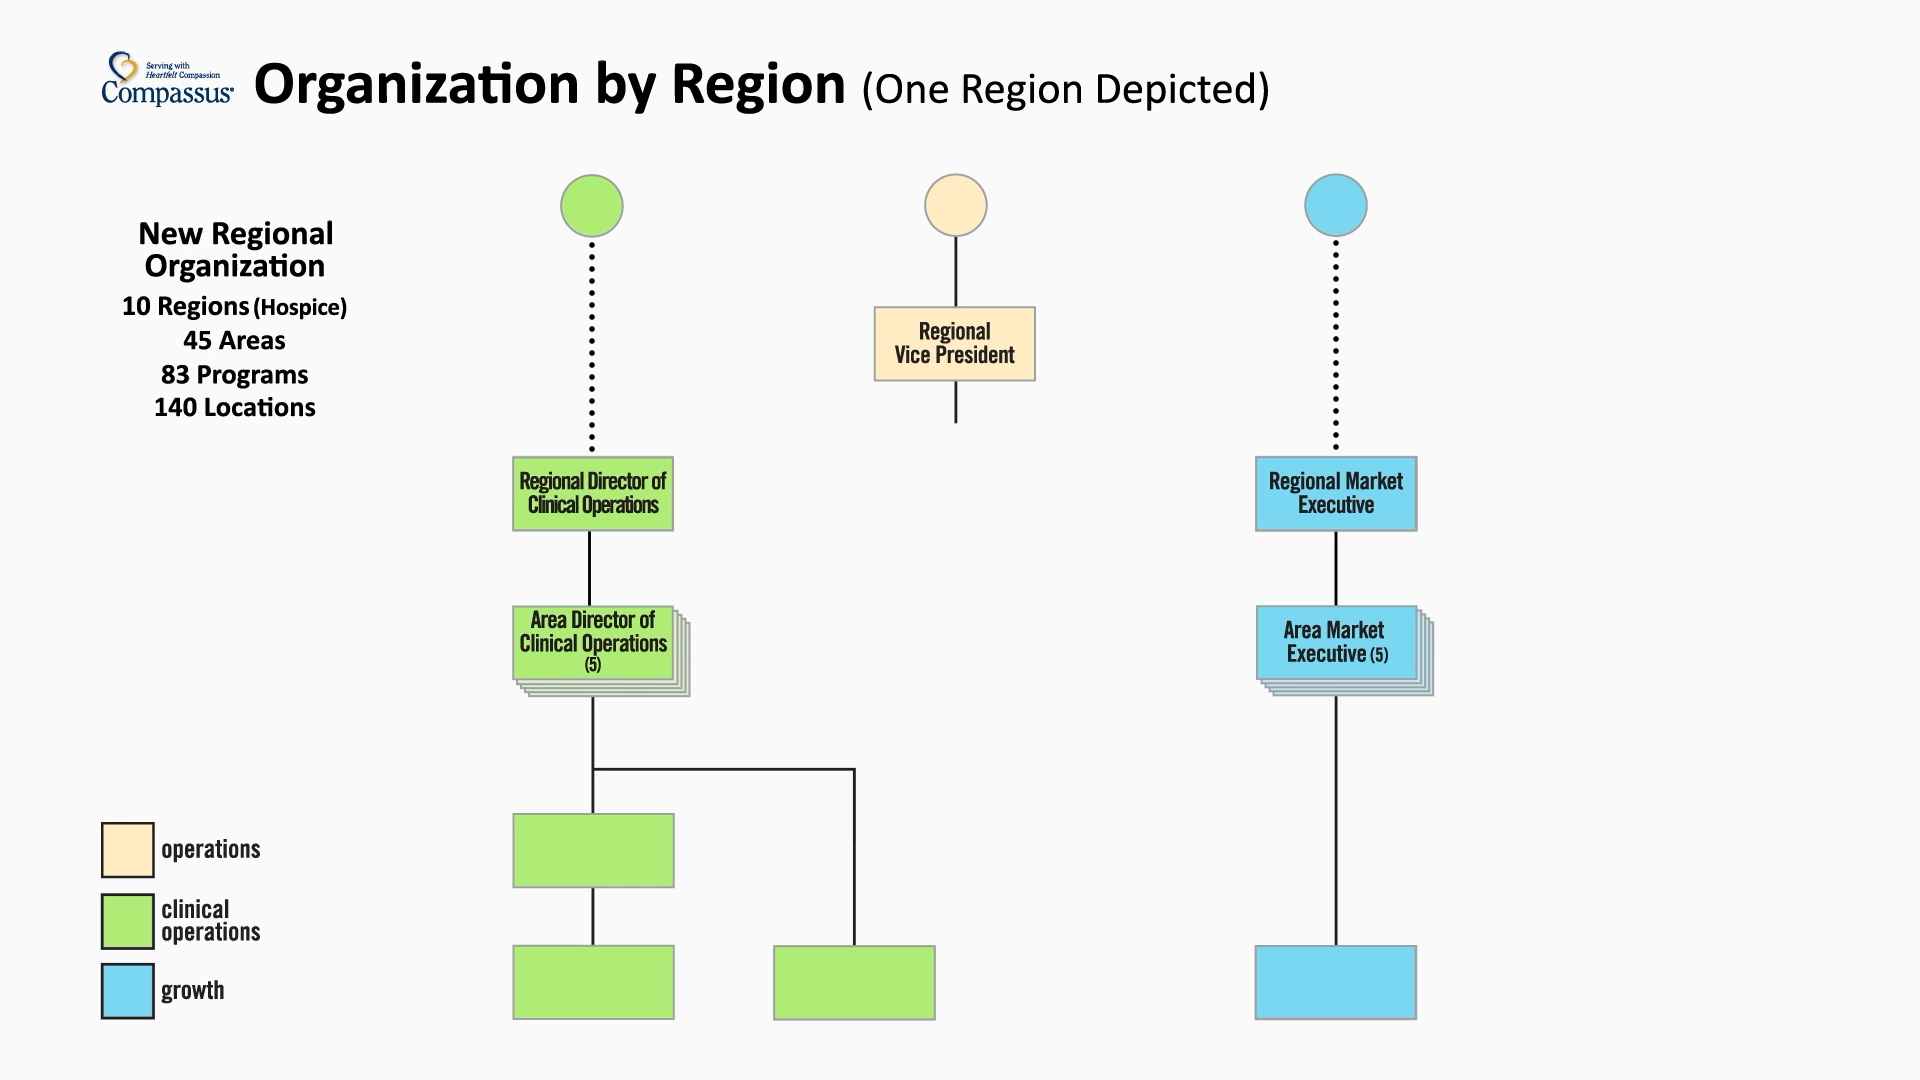 Serving with
Heartfelt Compassion
Compassus®
Organization by Region (One Region Depicted)
New Regional
Organization
10 Regions (Hospice)
45 Areas
83 Programs
140 Locations
Regional
Vice President
Regional Director of
Clinical Operations
Regional Market
Executive
Area Director of
Clinical Operations
(5)
Area Market
Executive (5)
operations
clinical
operations
growth